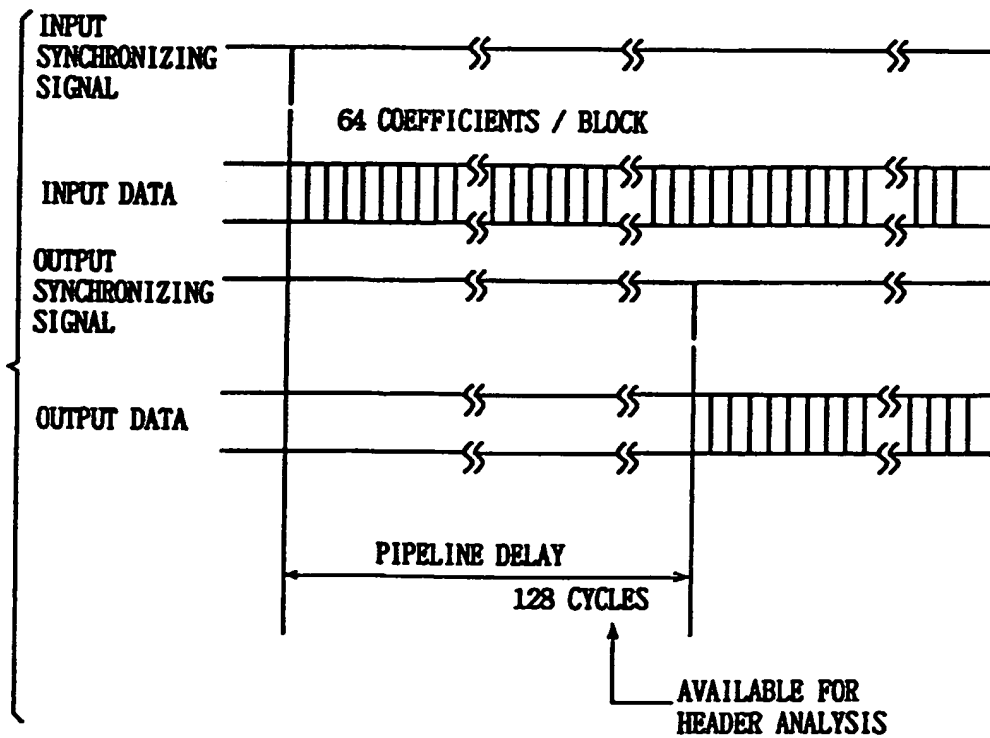 INPUT
SYNCHRONIZING
SIGNAL
64 COEFFICIENTS / BLOCK
INPUT DATA
OUTPUT
SYNCHRONIZING
SIGNAL
OUTPUT DATA
PIPELINE DELAY
128 CYCLES
AVAILABLE FOR
HEADER ANALYSIS